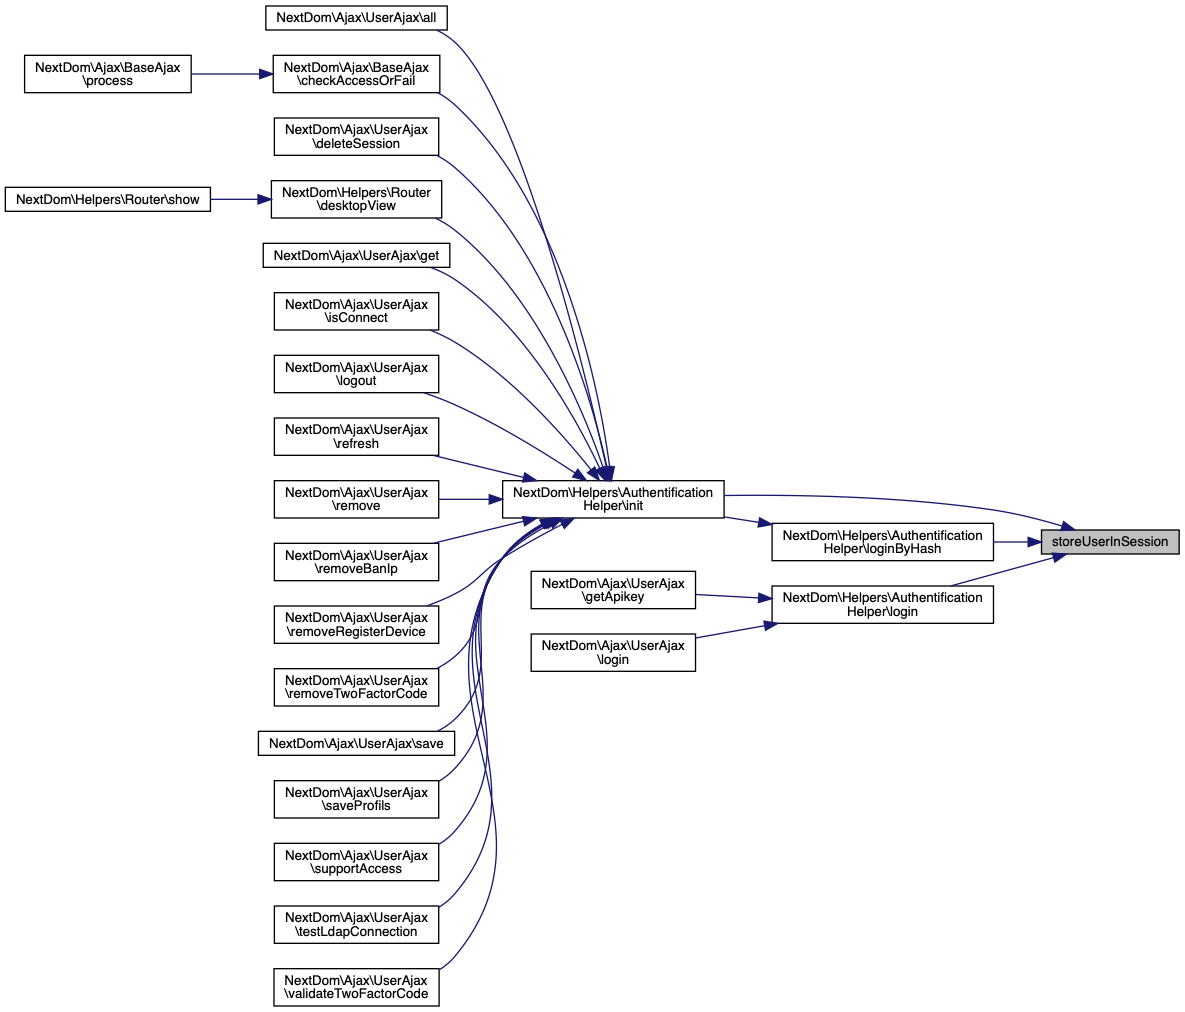 NextDom\Ajax\UserAjax\all
NextDom\Ajax\BaseAjax
\process
NextDom\Ajax\BaseAjax
\checkAccessOrFail
NextDom\Ajax\UserAjax
\deleteSession
NextDom\Helpers\Router\show
NextDom\Helpers\Router
\desktopView
NextDom\Ajax\UserAjax\get
NextDom\Ajax\UserAjax
\isConnect
NextDom\Ajax\UserAjax
\logout
NextDom\Ajax\UserAjax
\refresh
NextDom\Ajax\UserAjax
\remove
NextDom\Helpers\Authentification
Helper\init
NextDom\Ajax\UserAjax
\removeBanIp
NextDom\Helpers\Authentification
Helper\loginByHash
storeUserInSession
NextDom\Ajax\UserAjax
\getApikey
NextDom\Helpers\Authentification
Helper\login
NextDom\Ajax\UserAjax
\removeRegisterDevice
NextDom\Ajax\UserAjax
\login
NextDom\Ajax\UserAjax
\removeTwoFactorCode
NextDom\Ajax\UserAjax\save
NextDom\Ajax\UserAjax
\saveProfils
NextDom\Ajax\UserAjax
\supportAccess
NextDom\Ajax\UserAjax
\testLdapConnection
NextDom\Ajax\UserAjax
\validateTwoFactorCode